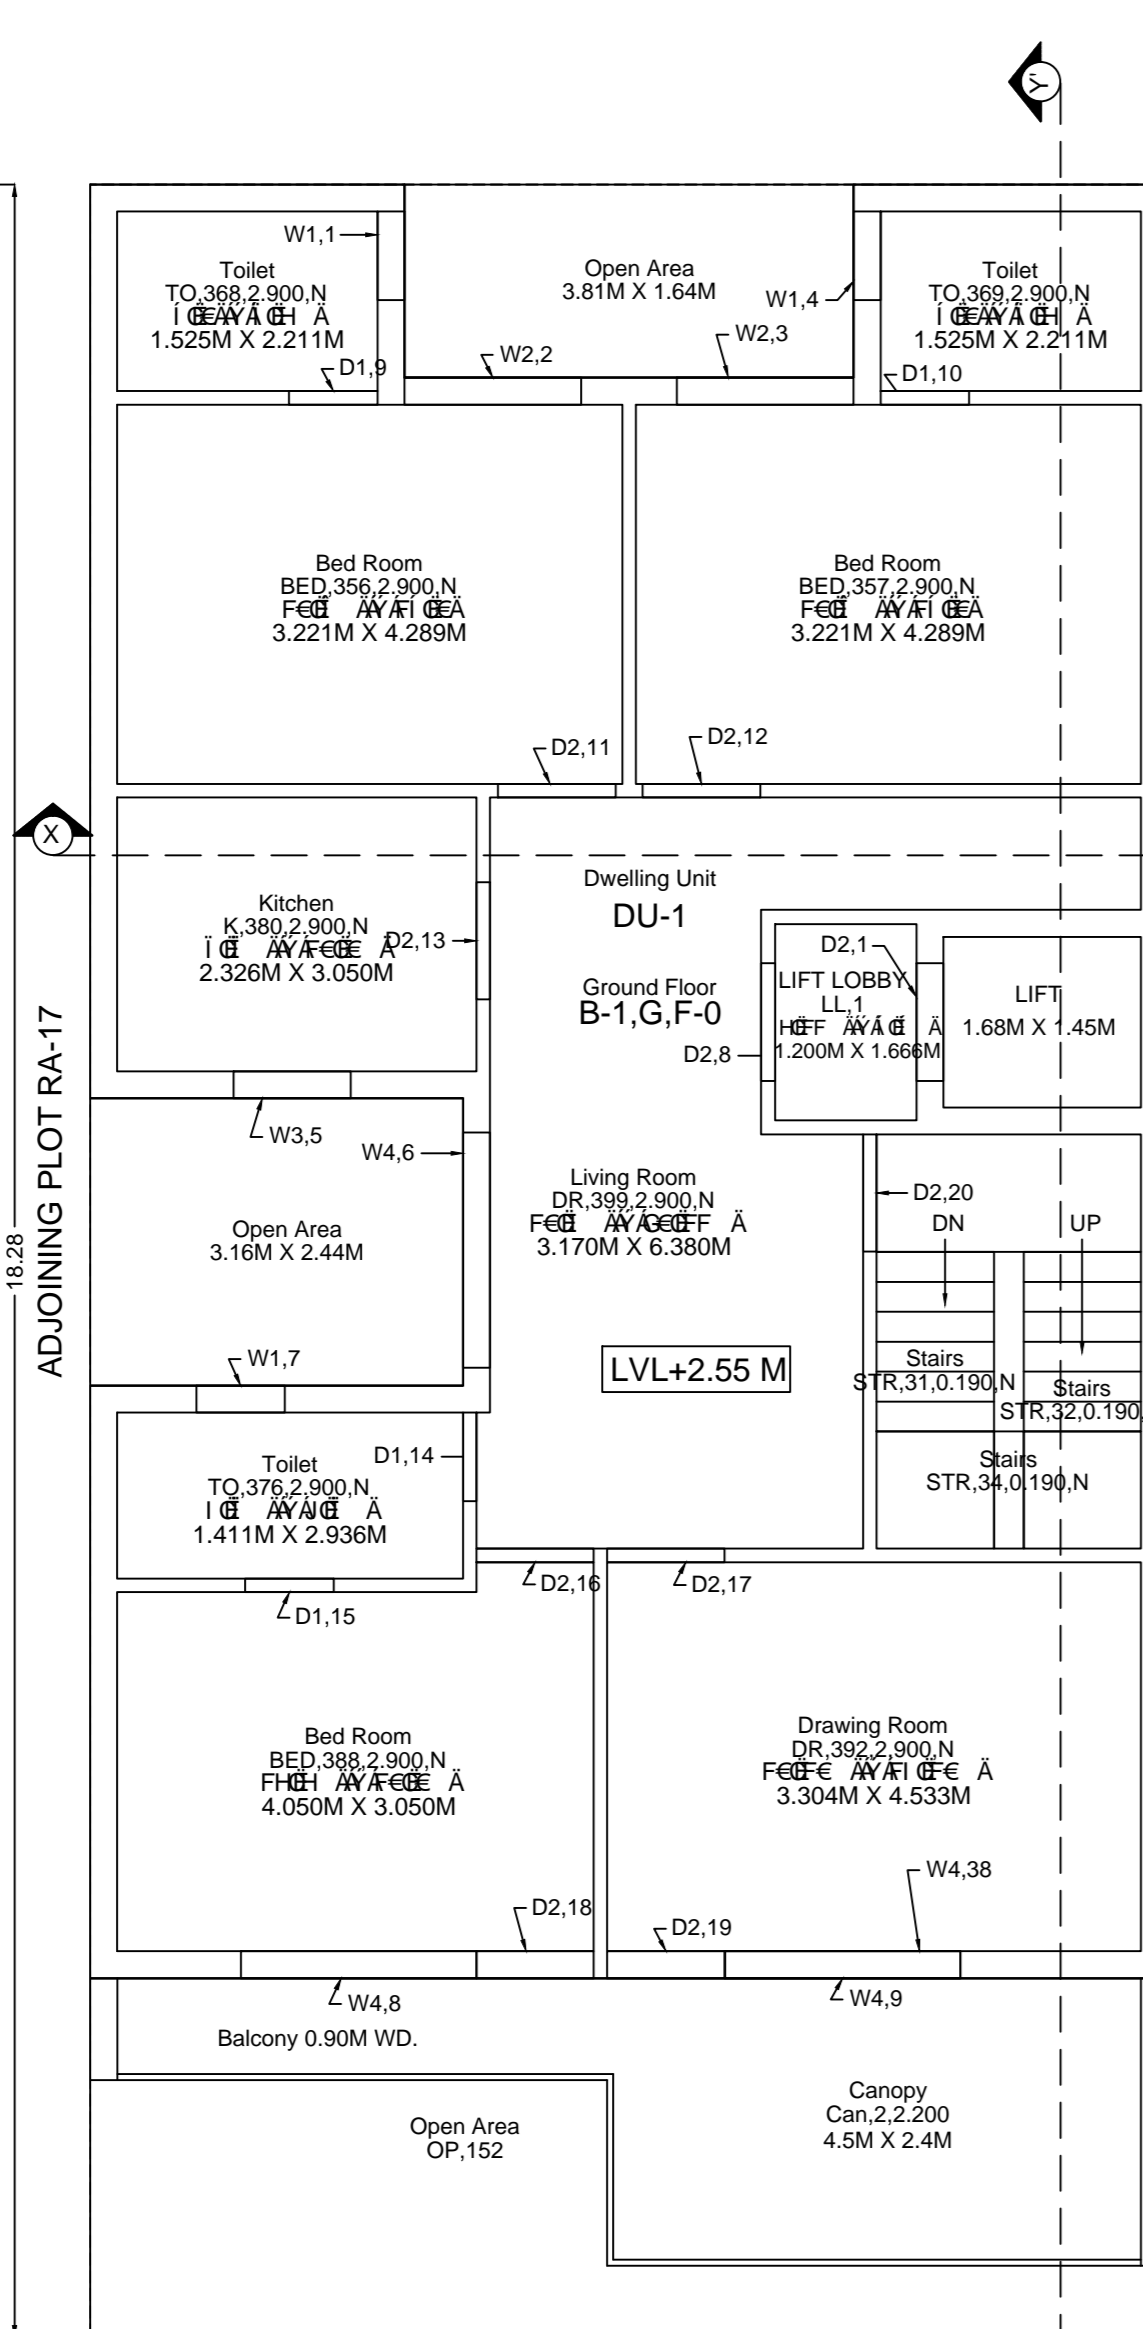 Y'
W1,1
Toilet
TO,368,2.900,N
1.525M X 2.211M
Open Area
3.81M X 1.64M
W1,4
Toilet
TO,369,2.900,N
1.525M X 2.211M
W2,2
W2,3
D1,9
D1,10
Bed Room
BED,356,2.900,N
3.221M X 4.289M
Bed Room
BED,357,2.900,N
3.221M X 4.289M
D2,11
D2,12
X
Kitchen
K,380,2.900,N
2.326M X 3.050M
D2,13
Dwelling Unit
DU-1
Ground Floor
B-1,G,F-0
D2,1
LIFT LOBBY
LL,1
1.200M X 1.666M
LIFT
1.68M X 1.45M
D2,8
ADJOINING PLOT RA-17
18.28
W3,5
W4,6
Open Area
3.16M X 2.44M
Living Room
DR,399,2.900,N
3.170M X 6.380M
D2,20
DN
UP
LVL+2.55 M
Stairs
STR,31,0.190,N
Stairs
STR,32,0.190,
Stairs
STR,34,0.190,N
W1,7
Toilet
TO,376,2.900,N
1.411M X 2.936M
D1,14
D1,15
D2,16
D2,17
Bed Room
BED,388,2.900,N
4.050M X 3.050M
Drawing Room
DR,392,2.900,N
3.304M X 4.533M
W4,38
D2,18
D2,19
W4,8
W4,9
Balcony 0.90M WD.
Open Area
OP,152
Canopy
Can,2,2.200
4.5M X 2.4M